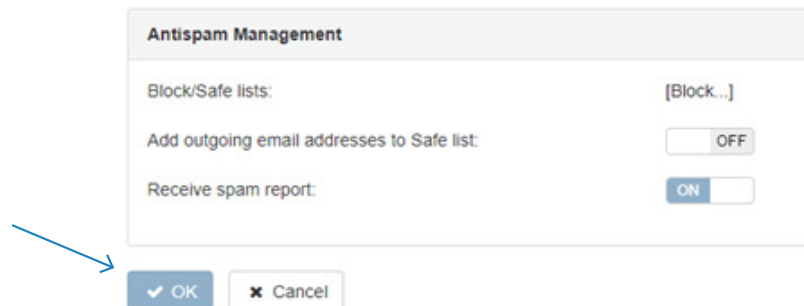 Antispam Management
Block/Safe lists: [Block...]
Add outgoing email addresses to Safe list: OFF
Receive spam report: ON
OK Cancel